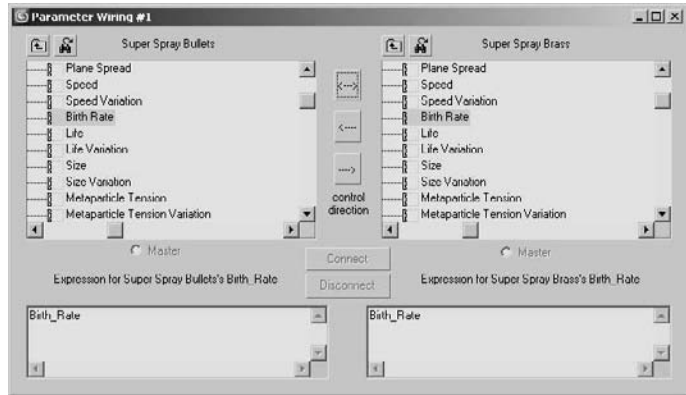 Parameter Wiring #1
Super Spray Bullets
Plane Spread
Speed
Speed Variation
Birth Rate
Life
Life Variation
Size
Size Variation
Metaparticle Tension
Metaparticle Tension Variation
Master
Expression for Super Spray Bullets's Birth_Rate
Birth_Rate
<--->
<----
---->
control
direction
Connect
Disconnect
Super Spray Brass
Plane Spread
Speed
Speed Variation
Birth Rate
Life
Life Variation
Size
Size Variation
Metaparticle Tension
Metaparticle Tension Variation
Master
Expression for Super Spray Brass's Birth_Rate
Birth_Rate